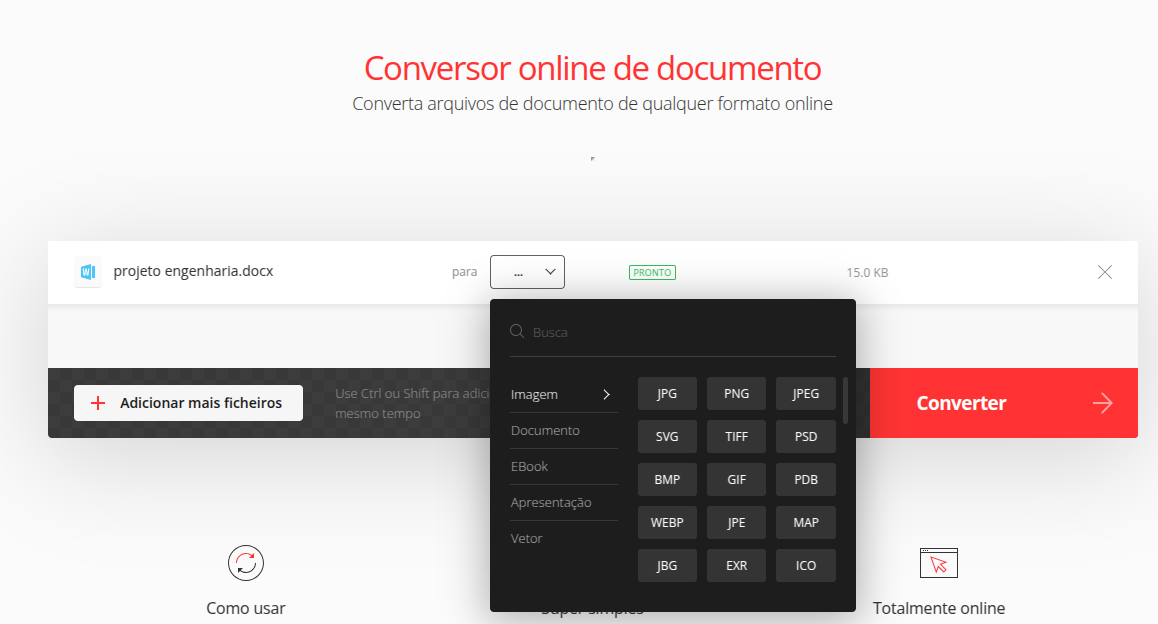 Conversor online de documento
Converta arquivos de documento de qualquer formato online
W
projeto engenharia.docx
para
...
PRONTO
15.0 KB
Busca
Adicionar mais ficheiros
Use Ctrl ou Shift para adici
mesmo tempo
Imagem
Documento
EBook
Apresentação
Vetor
JPG PNG JPEG
SVG TIFF PSD
BMP GIF PDB
WEBP JPE MAP
JBG EXR ICO
Converter
Como usar
Super simples
Totalmente online